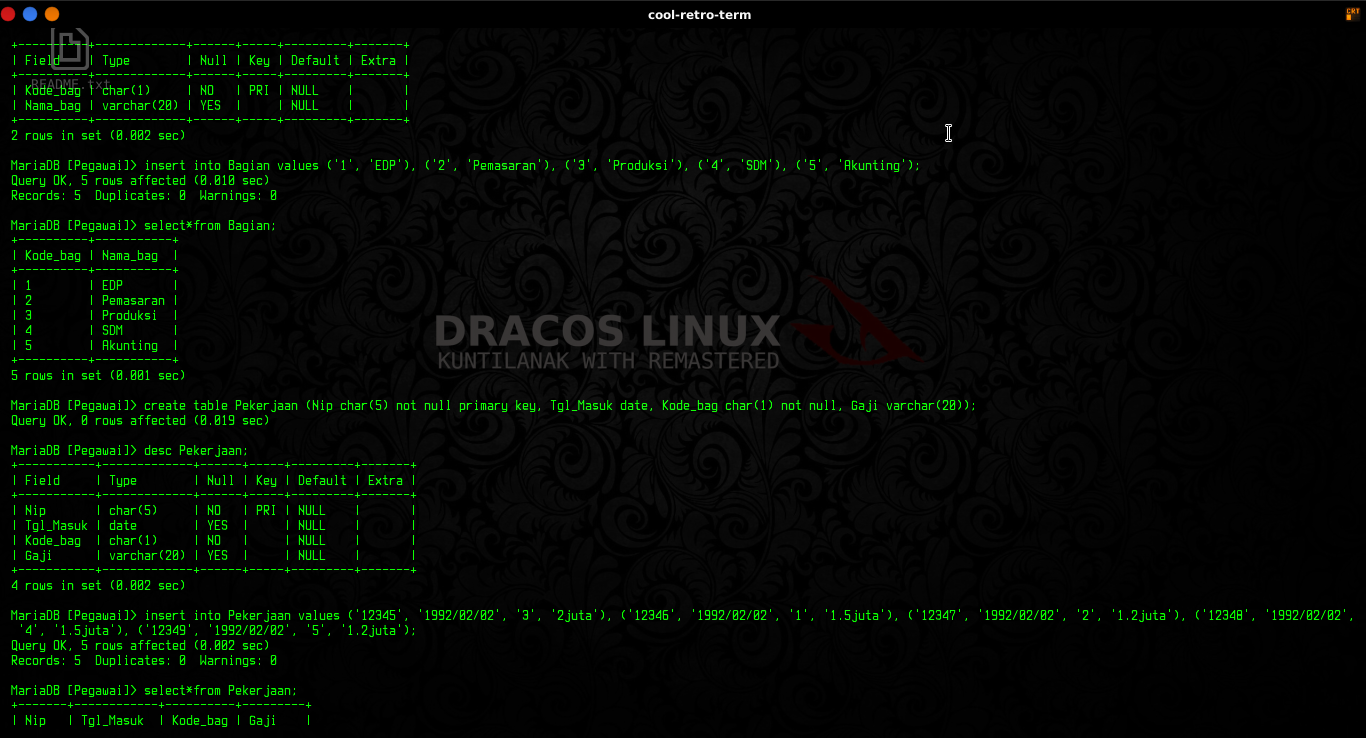 cool-retro-term
CRT
+----------+-------------+------+-----+---------+-------+
| Field    | Type        | Null | Key | Default | Extra |
+----------+-------------+------+-----+---------+-------+
README.txt
| Kode_bag | char(1)     | NO   | PRI | NULL    |       |
| Nama_bag | varchar(20) | YES  |     | NULL    |       |
+----------+-------------+------+-----+---------+-------+
2 rows in set (0.002 sec)
MariaDB [Pegawai]> insert into Bagian values ('1', 'EDP'), ('2', 'Pemasaran'), ('3', 'Produksi'), ('4', 'SDM'), ('5', 'Akunting');
Query OK, 5 rows affected (0.010 sec)
Records: 5  Duplicates: 0  Warnings: 0
MariaDB [Pegawai]> select*from Bagian;
+----------+-----------+
| Kode_bag | Nama_bag  |
+----------+-----------+
| 1        | EDP       |
| 2        | Pemasaran |
| 3        | Produksi  |
| 4        | SDM       |
| 5        | Akunting  |
+----------+-----------+
5 rows in set (0.001 sec)
DRACOS LINUX
KUNTILANAK WITH REMASTERED
MariaDB [Pegawai]> create table Pekerjaan (Nip char(5) not null primary key, Tgl_Masuk date, Kode_bag char(1) not null, Gaji varchar(20));
Query OK, 0 rows affected (0.019 sec)
MariaDB [Pegawai]> desc Pekerjaan;
+-----------+-------------+------+-----+---------+-------+
| Field     | Type        | Null | Key | Default | Extra |
+-----------+-------------+------+-----+---------+-------+
| Nip       | char(5)     | NO   | PRI | NULL    |       |
| Tgl_Masuk | date        | YES  |     | NULL    |       |
| Kode_bag  | char(1)     | NO   |     | NULL    |       |
| Gaji      | varchar(20) | YES  |     | NULL    |       |
+-----------+-------------+------+-----+---------+-------+
4 rows in set (0.002 sec)
MariaDB [Pegawai]> insert into Pekerjaan values ('12345', '1992/02/02', '3', '2juta'), ('12346', '1992/02/02', '1', '1.5juta'), ('12347', '1992/02/02', '2', '1.2juta'), ('12348', '1992/02/02',
 '4', '1.5juta'), ('12349', '1992/02/02', '5', '1.2juta');
Query OK, 5 rows affected (0.002 sec)
Records: 5  Duplicates: 0  Warnings: 0
MariaDB [Pegawai]> select*from Pekerjaan;
+-------+------------+----------+---------+
| Nip   | Tgl_Masuk  | Kode_bag | Gaji    |